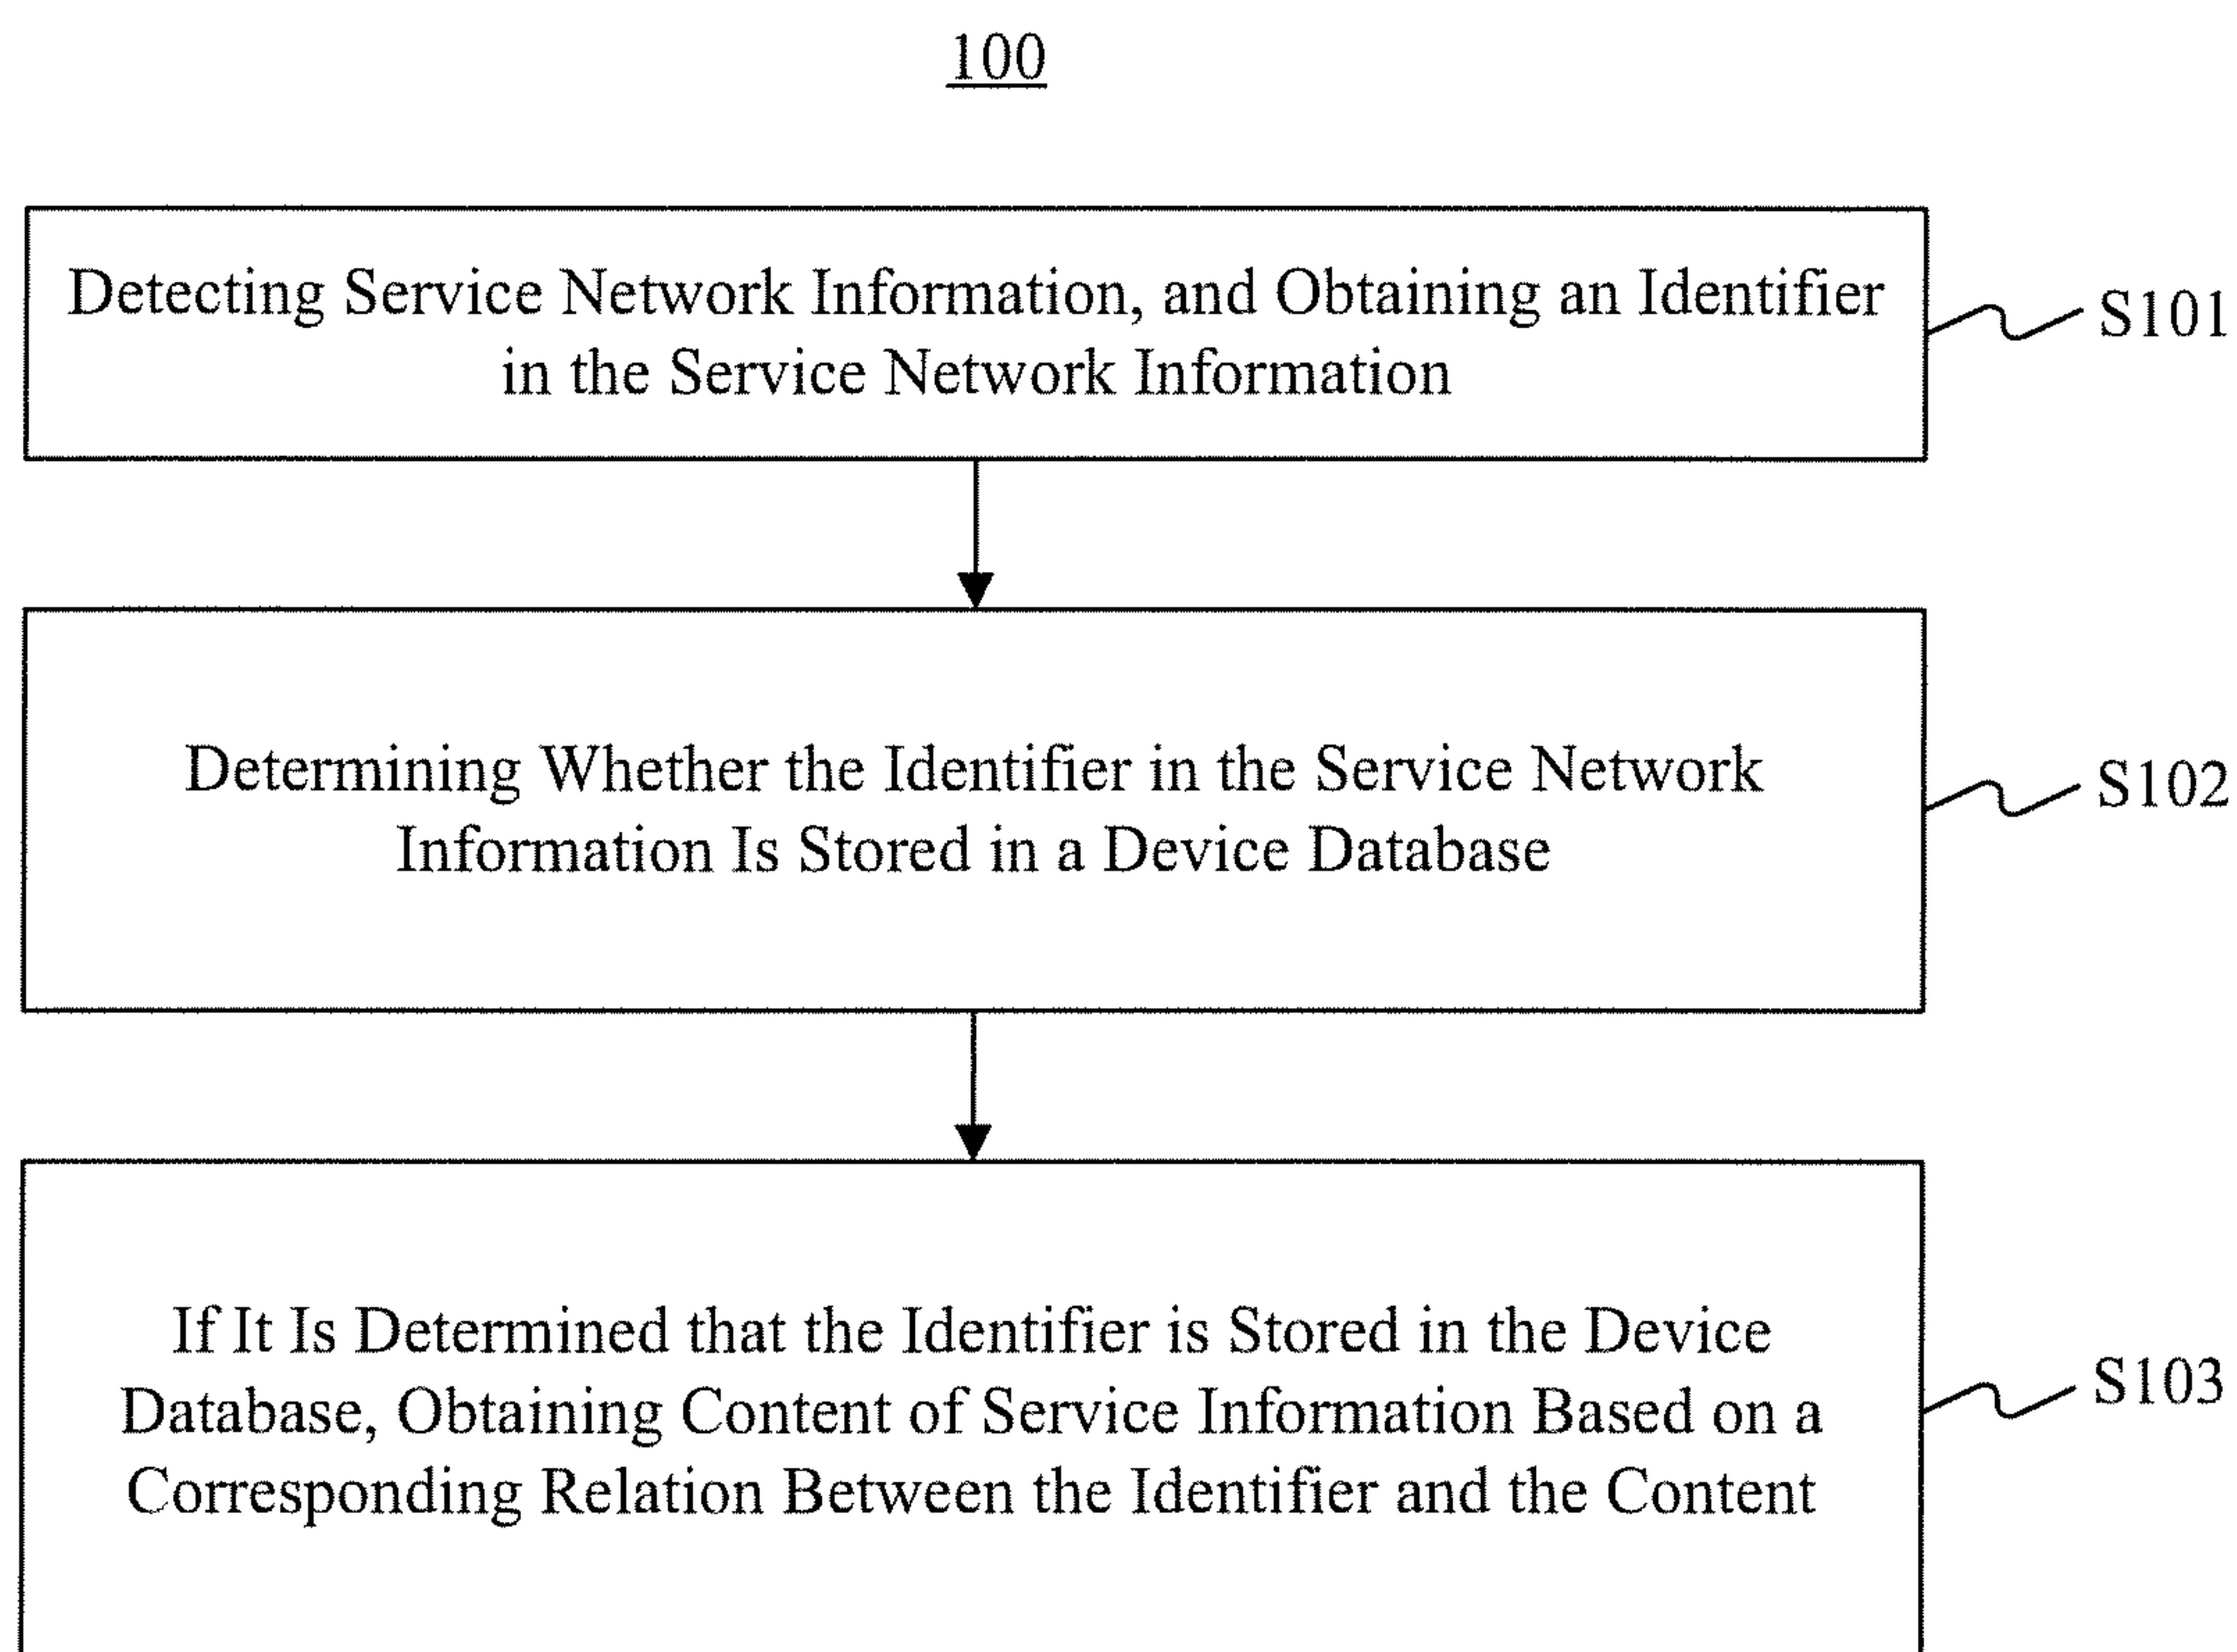 100
Detecting Service Network Information, and Obtaining an Identifier
in the Service Network Information
S101
Determining Whether the Identifier in the Service Network
Information Is Stored in a Device Database
S102
If It Is Determined that the Identifier is Stored in the Device
Database, Obtaining Content of Service Information Based on a
Corresponding Relation Between the Identifier and the Content
S103